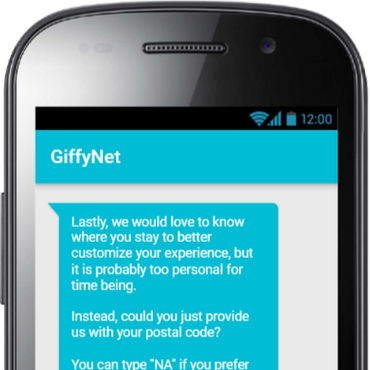 12:00
GiffyNet
Lastly, we would love to know
where you stay to better
customize your experience, but
it is probably too personal for
time being.
Instead, could you just provide
us with your postal code?
You can type "NA" if you prefer